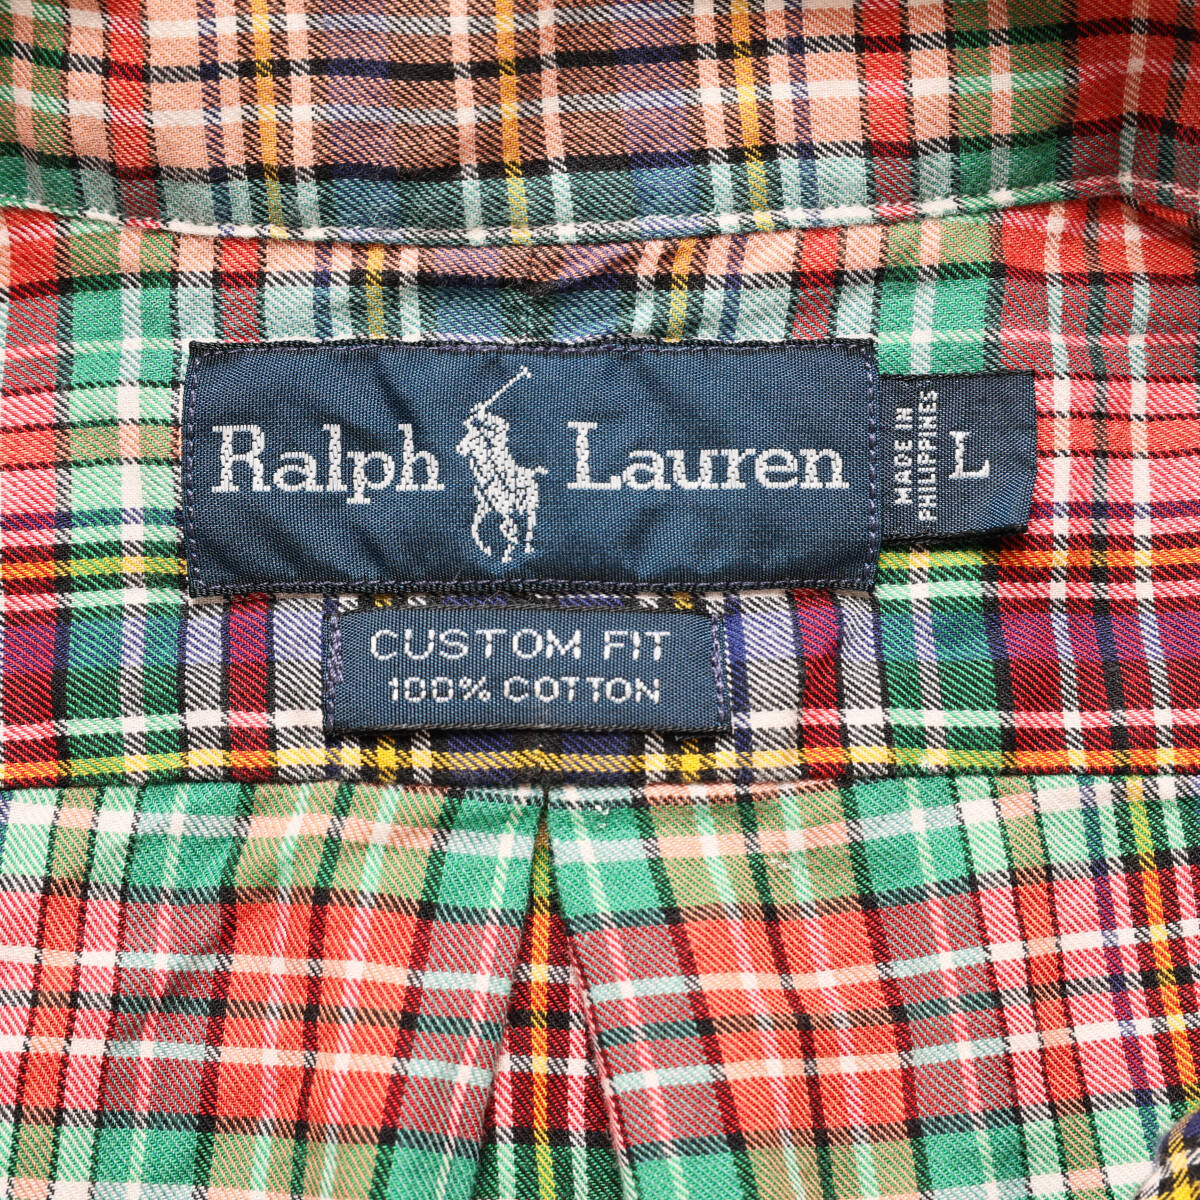 Ralph Lauren
MADE IN
PHILIPPINES
L
CUSTOM FIT
100% COTTON